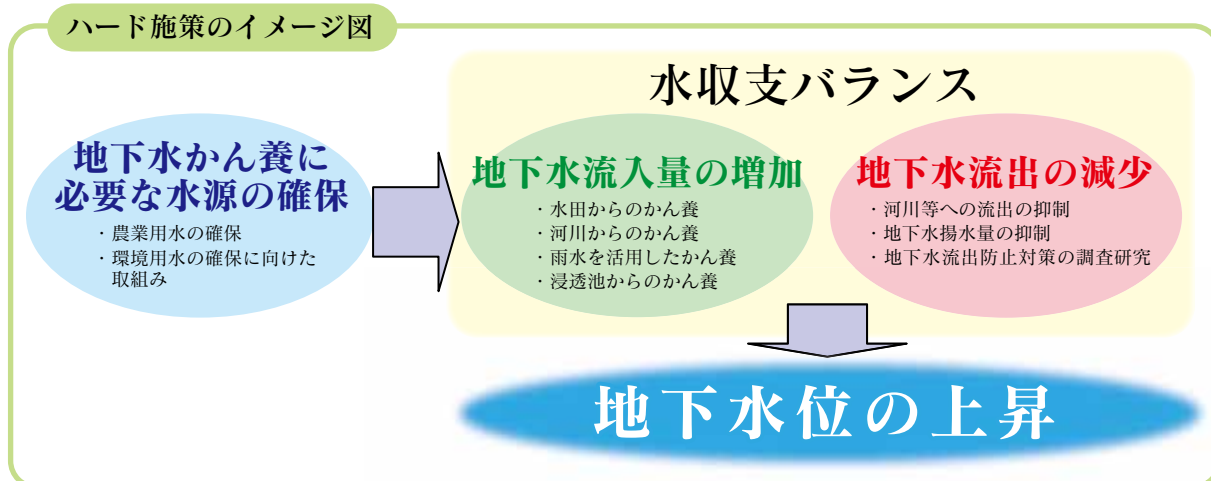 ハード施策のイメージ図
水収支バランス
地下水かん養に
必要な水源の確保
・農業用水の確保
・環境用水の確保に向けた
取組み
地下水流入量の増加
・水田からのかん養
・河川からのかん養
・雨水を活用したかん養
・浸透池からのかん養
地下水流出の減少
・河川等への流出の抑制
・地下水揚水量の抑制
・地下水流出防止対策の調査研究
地下水位の上昇